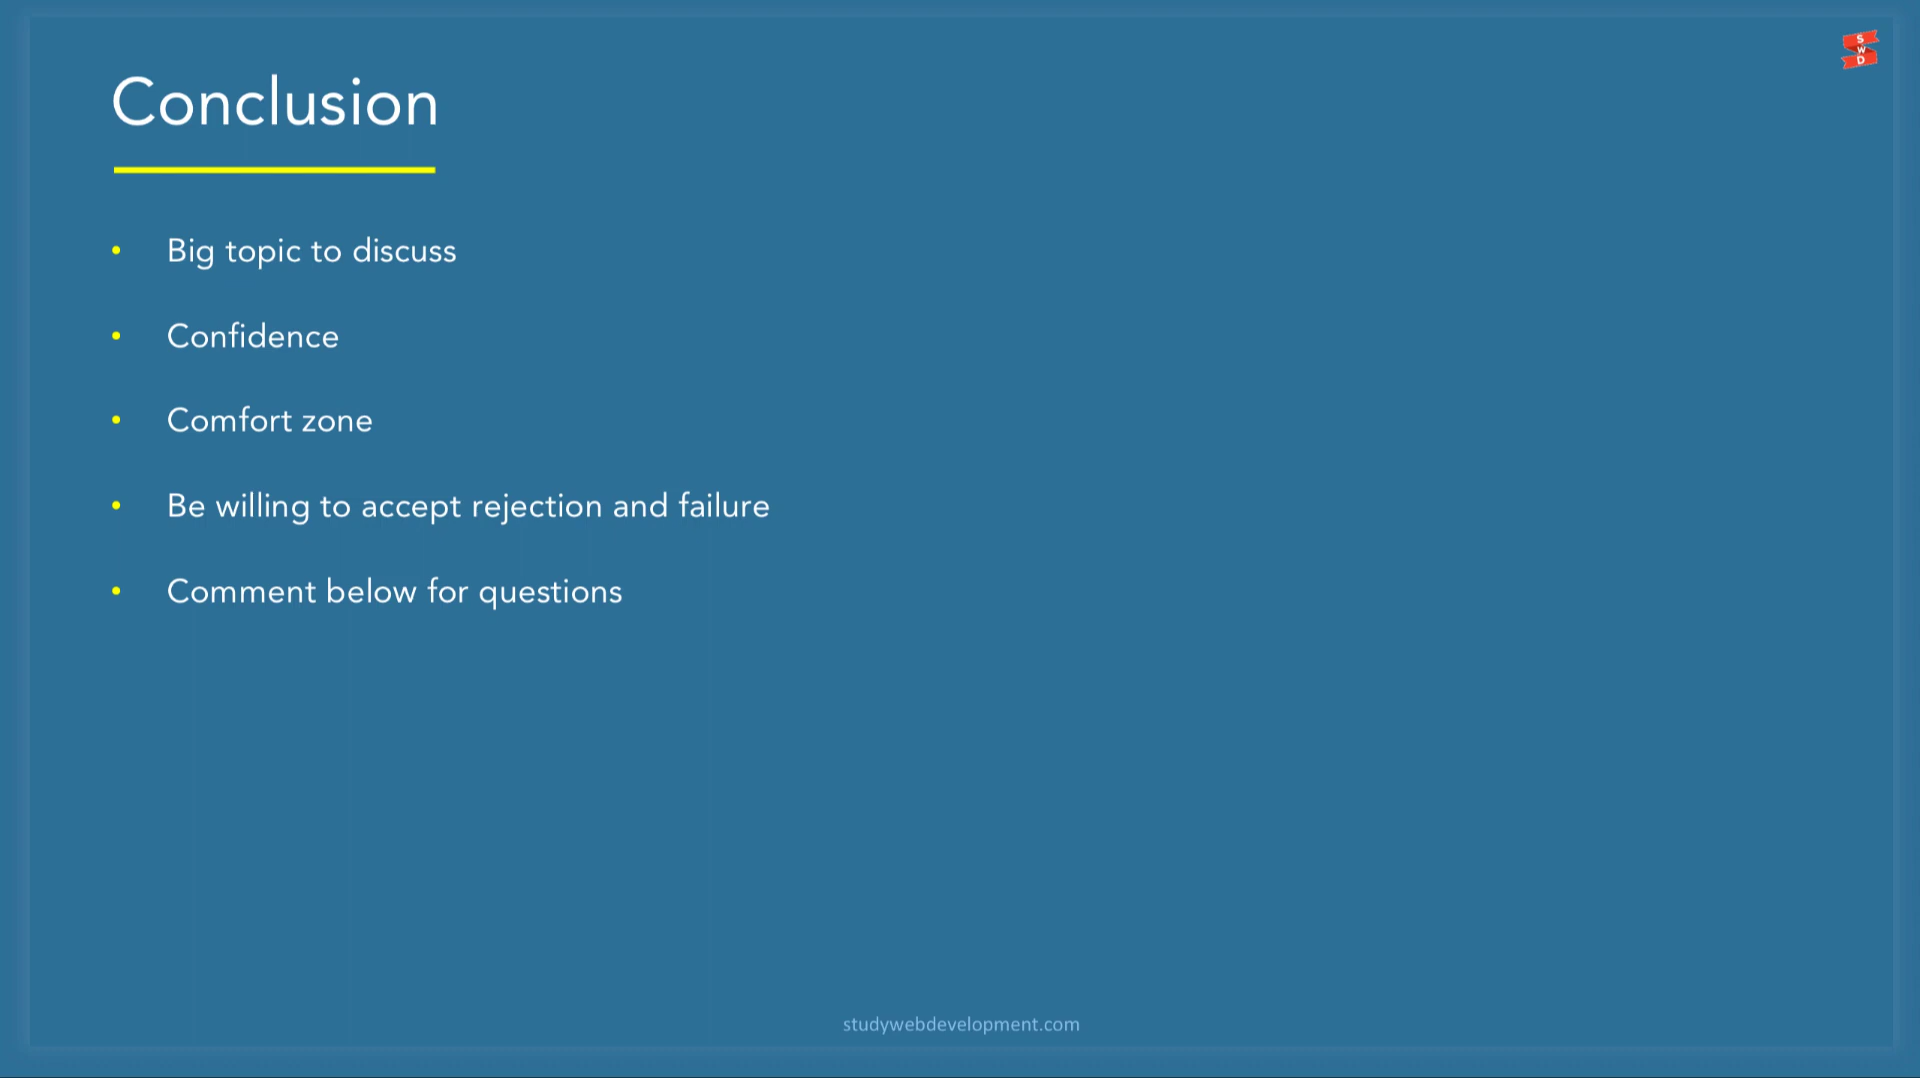 S
W
D
Conclusion
• Big topic to discuss
• Confidence
• Comfort zone
• Be willing to accept rejection and failure
• Comment below for questions
studywebdevelopment.com